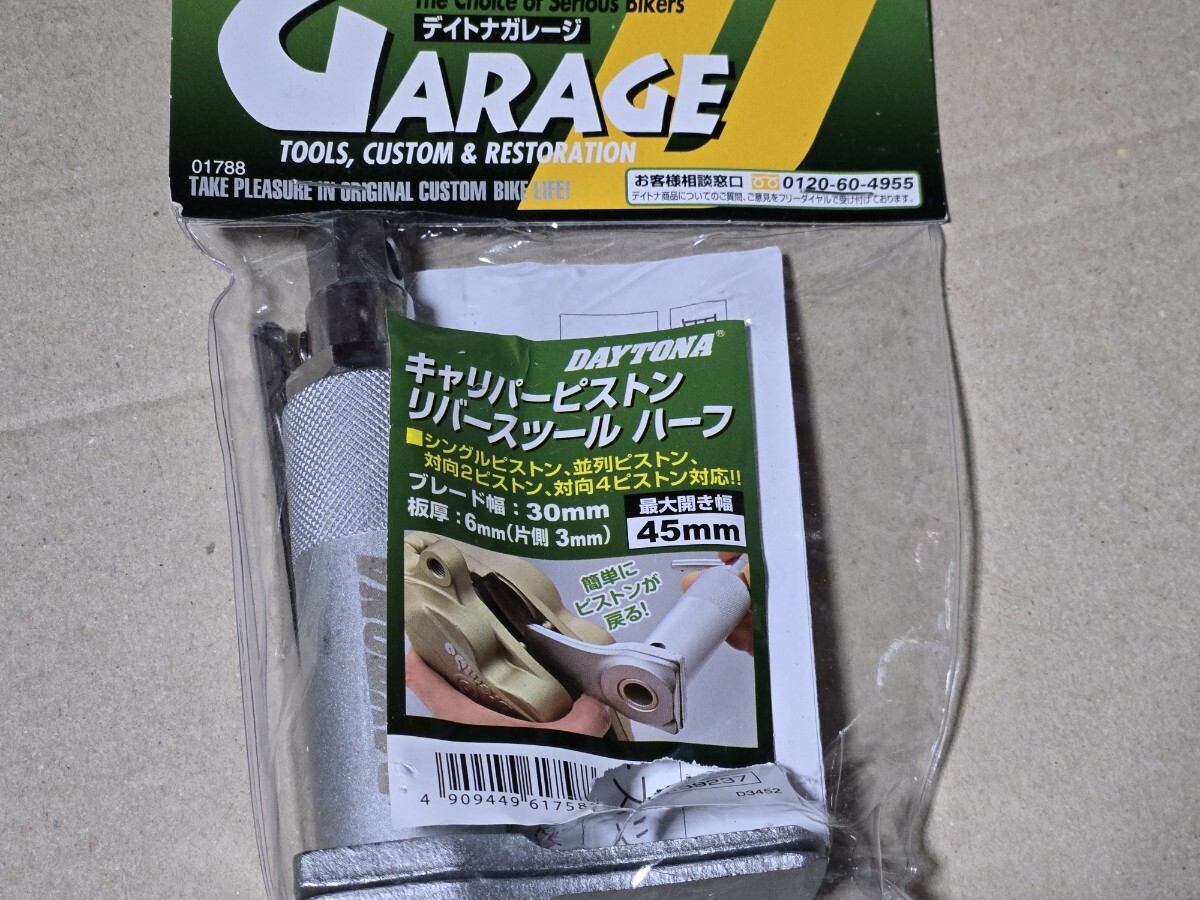 The Choice of Serious Bikers
デイトナガレージ
GARAGE
TOOLS, CUSTOM & RESTORATION
01788
TAKE PLEASURE IN ORIGINAL CUSTOM BIKE LIFE!
お客様相談窓口 0120-60-4955
デイトナ商品についてのご質問、ご意見をフリーダイヤルで受け付けております。
DAYTONA®
キャリパーピストン
リバースツール ハーフ
■シングルピストン、並列ピストン、
対向2ピストン、対向4ピストン対応!!
ブレード幅:30mm
板厚:6mm(片側 3mm)
最大開き幅
45mm
簡単に
ピストンが
戻る!
DAYTONA
4 909449 61758
59237
D3452